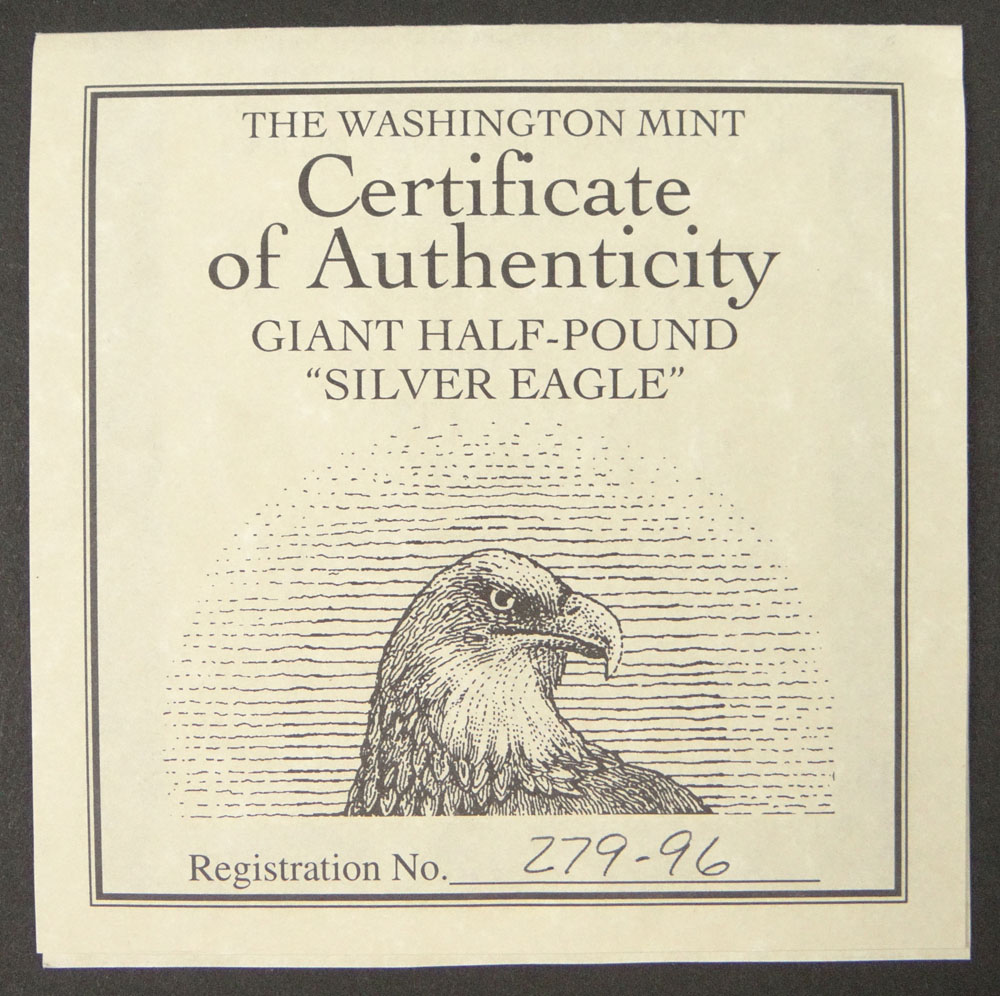 THE WASHINGTON MINT
Certificate
of Authenticity
GIANT HALF-POUND
“SILVER EAGLE”
Registration No. 279-96